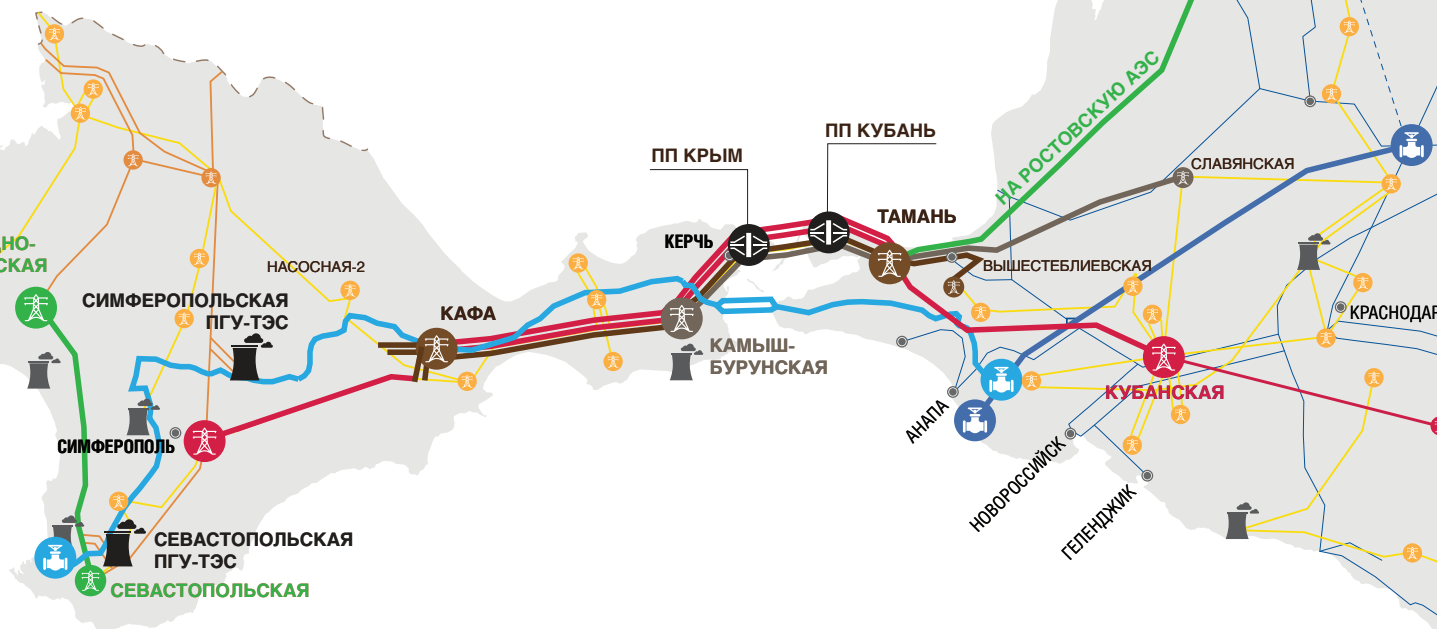 ПП КУБАНЬ
ПП КРЫМ
НА РОСТОВСКУЮ АЭС
СЛАВЯНСКАЯ
ТАМАНЬ
КЕРЧЬ
ДНО-
СКАЯ
НАСОСНАЯ-2
ВЫШЕСТЕБЛИЕВСКАЯ
СИМФЕРОПОЛЬСКАЯ
ПГУ-ТЭС
КАФА
КРАСНОДАР
КАМЫШ-
БУРУНСКАЯ
КУБАНСКАЯ
АНАПА
СИМФЕРОПОЛЬ
НОВОРОССИЙСК
ГЕЛЕНДЖИК
СЕВАСТОПОЛЬСКАЯ
ПГУ-ТЭС
СЕВАСТОПОЛЬСКАЯ